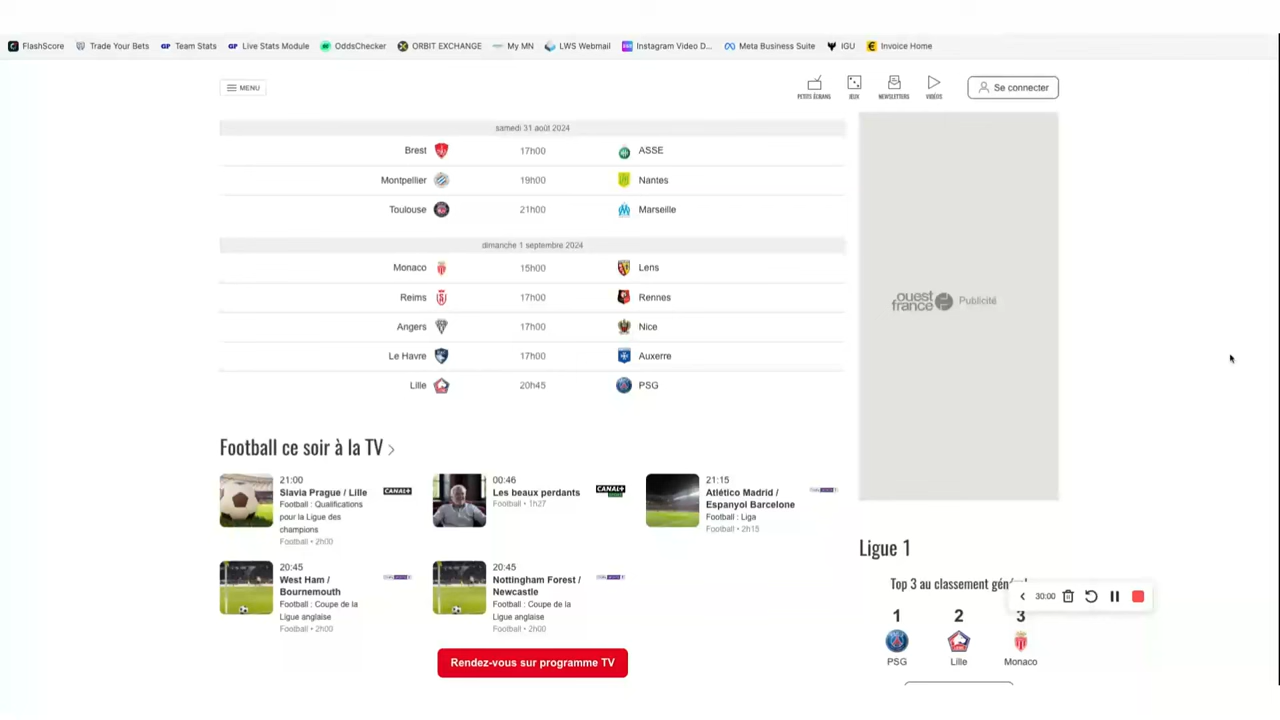 FlashScore Trade Your Bets GP Team Stats GP Live Stats Module OddsChecker ORBIT EXCHANGE My MN LWS Webmail Instagram Video D... Meta Business Suite IGU Invoice Home
MENU
PETITS ÉCRANS JEUX NEWSLETTERS VIDÉOS
Se connecter
samedi 31 août 2024
Brest 17h00 ASSE
Montpellier 19h00 Nantes
Toulouse 21h00 Marseille
dimanche 1 septembre 2024
Monaco 15h00 Lens
Reims 17h00 Rennes
Angers 17h00 Nice
Le Havre 17h00 Auxerre
Lille 20h45 PSG
ouest
france
Publicité
Football ce soir à la TV >
21:00
Slavia Prague / Lille
Football : Qualifications
pour la Ligue des
champions
Football • 2h00
CANAL+
00:46
Les beaux perdants
Football • 1h27
CANAL+
21:15
Atlético Madrid /
Espanyol Barcelone
Football : Liga
Football • 2h15
20:45
West Ham /
Bournemouth
Football : Coupe de la
Ligue anglaise
Football • 2h00
20:45
Nottingham Forest /
Newcastle
Football : Coupe de la
Ligue anglaise
Football • 2h00
Rendez-vous sur programme TV
Ligue 1
Top 3 au classement
30:00
1 2 3
PSG Lille Monaco